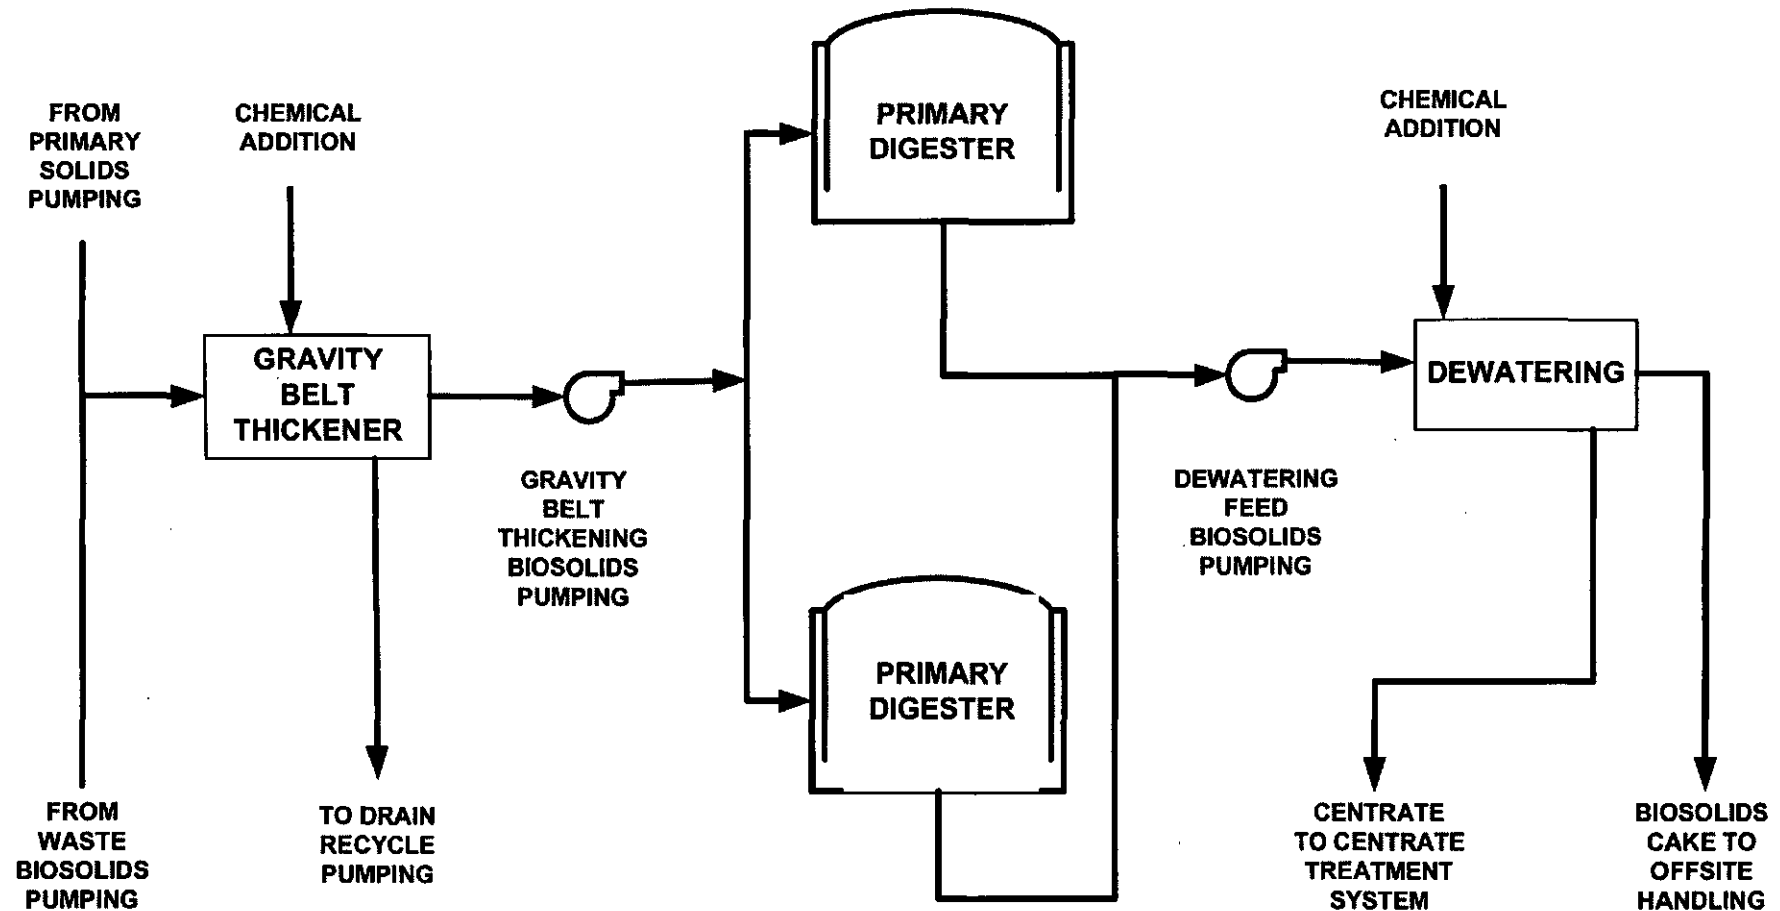 FROM
PRIMARY
SOLIDS
PUMPING
CHEMICAL
ADDITION
GRAVITY
BELT
THICKENER
FROM
WASTE
BIOSOLIDS
PUMPING
TO DRAIN
RECYCLE
PUMPING
GRAVITY
BELT
THICKENING
BIOSOLIDS
PUMPING
PRIMARY
DIGESTER
PRIMARY
DIGESTER
DEWATERING
FEED
BIOSOLIDS
PUMPING
CHEMICAL
ADDITION
DEWATERING
CENTRATE
TO CENTRATE
TREATMENT
SYSTEM
BIOSOLIDS
CAKE TO
OFFSITE
HANDLING